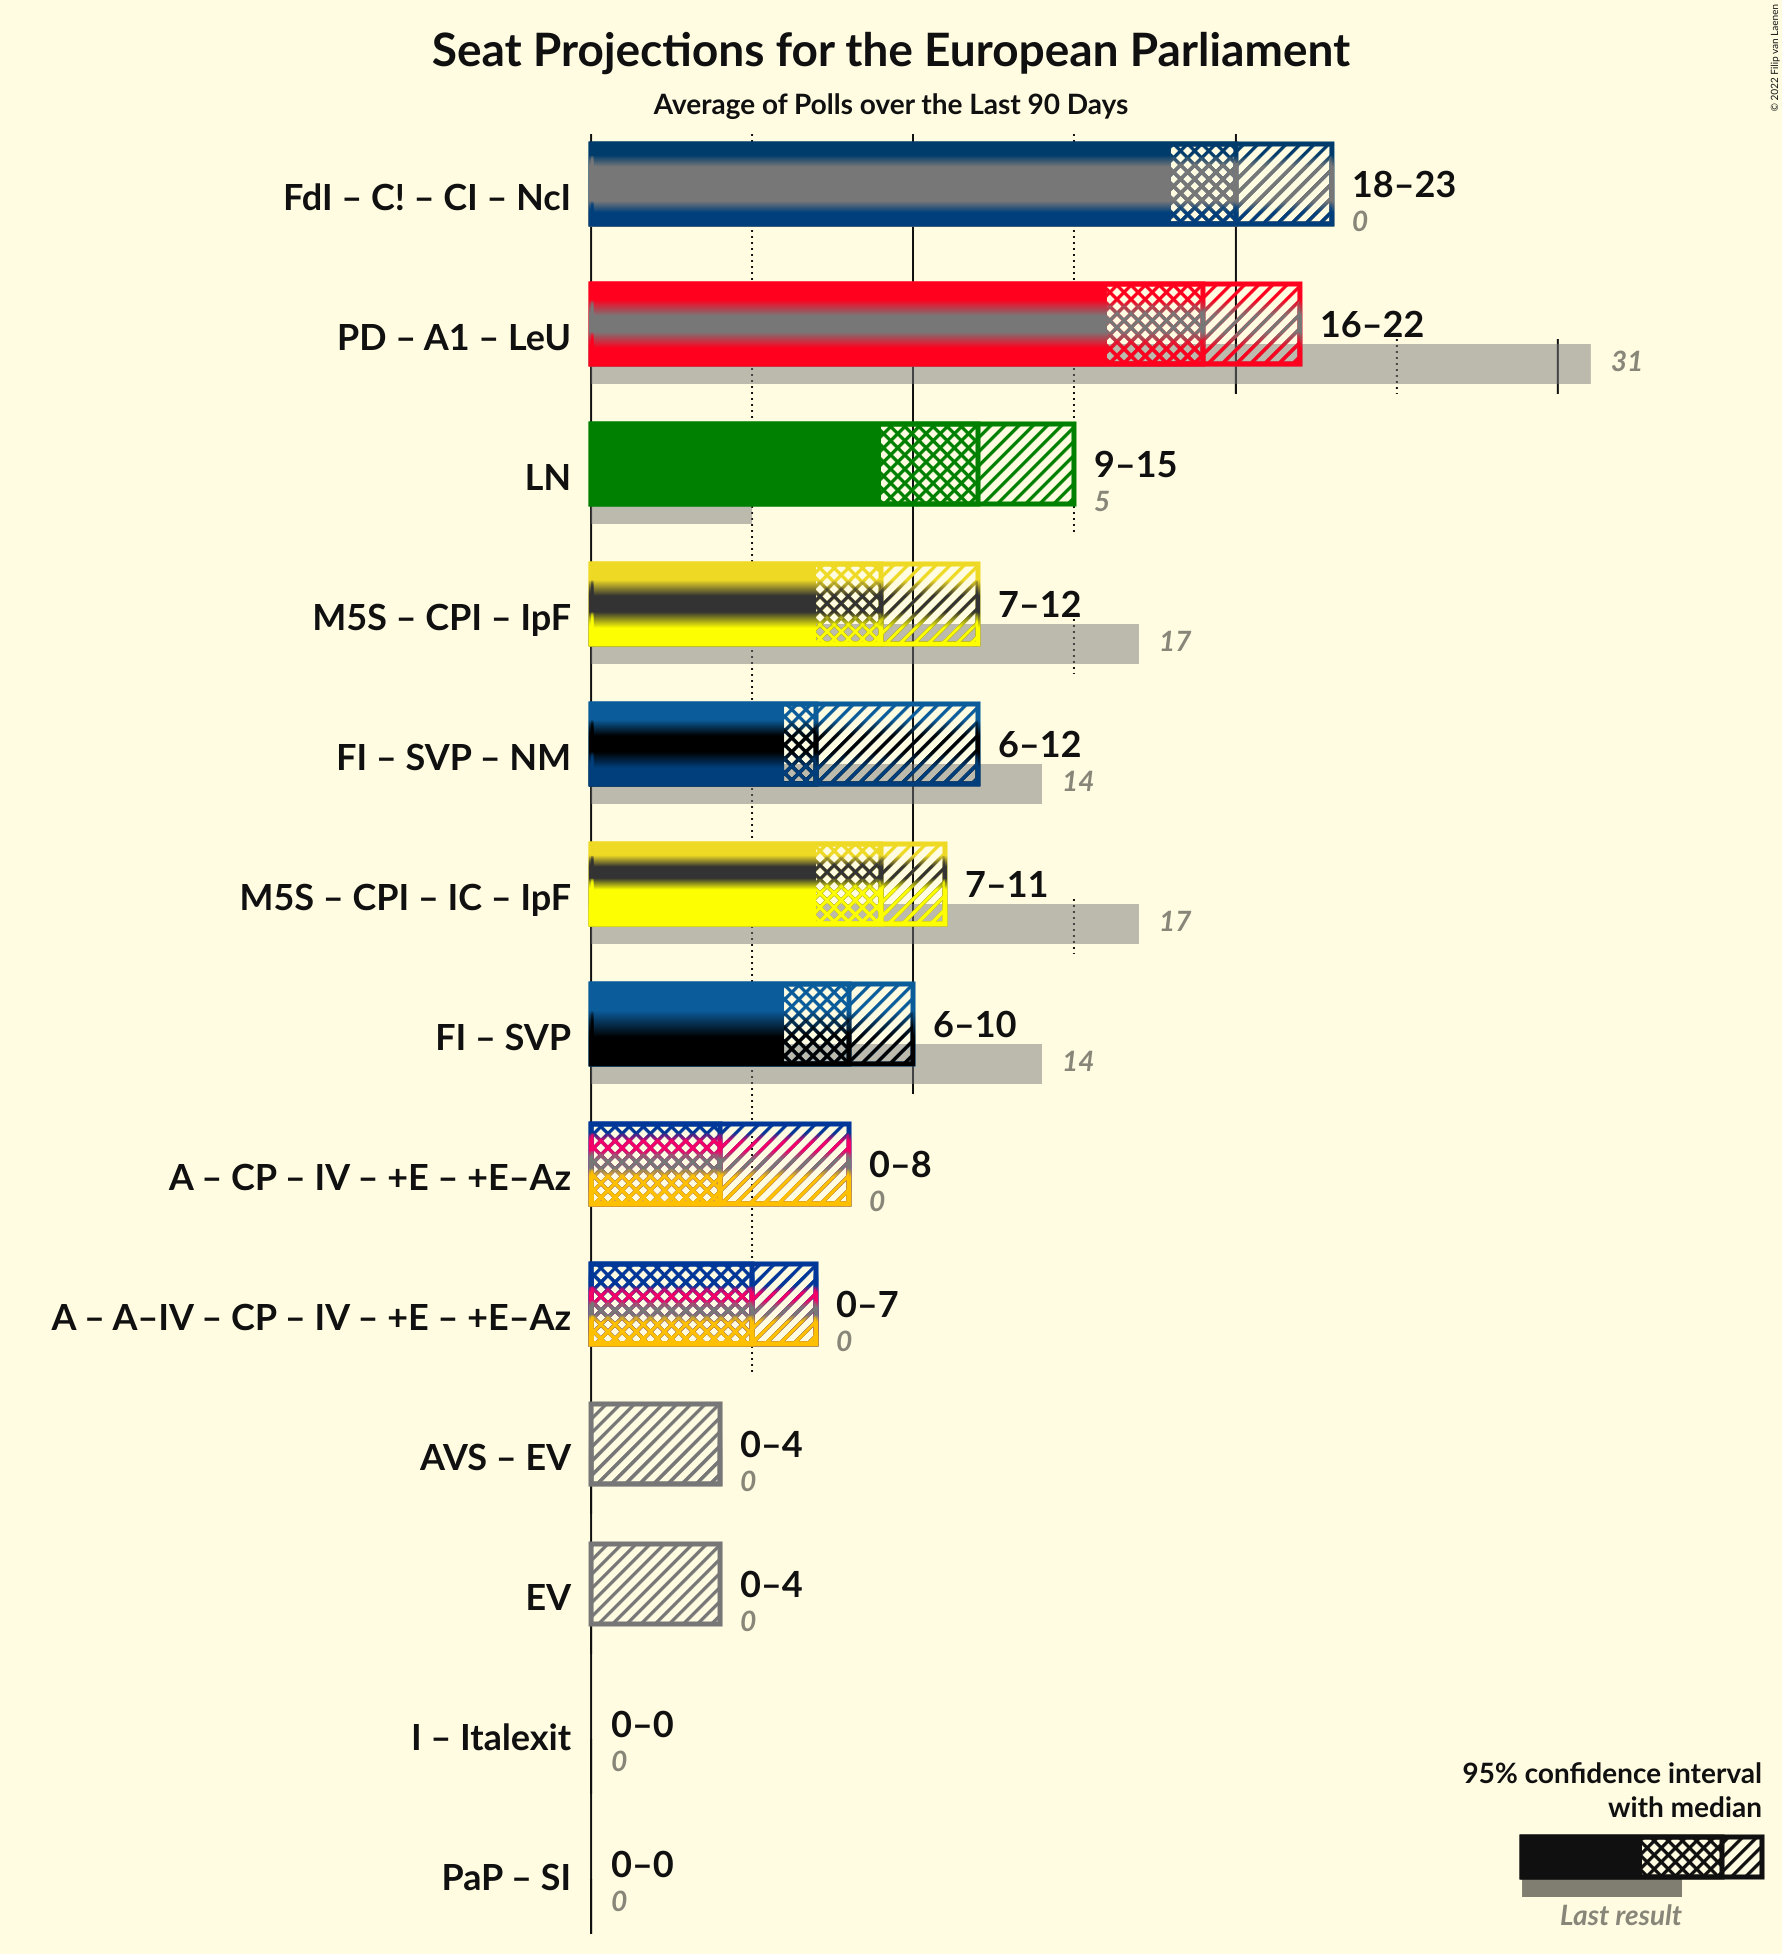 Seat Projections for the European Parliament
Average of Polls over the Last 90 Days
© 2022 Filip van Laenen
FdI – C! – CI – NcI
18–23
0
PD – A1 – LeU
16–22
31
LN
9–15
5
M5S – CPI – IpF
7–12
17
FI – SVP – NM
6–12
14
M5S – CPI – IC – IpF
7–11
17
FI – SVP
6–10
14
A – CP – IV – +E – +E–Az
0–8
0
A – A–IV – CP – IV – +E – +E–Az
0–7
0
AVS – EV
0–4
0
EV
0–4
0
I – Italexit
0–0
0
PaP – SI
0–0
0
95% confidence interval
with median
Last result